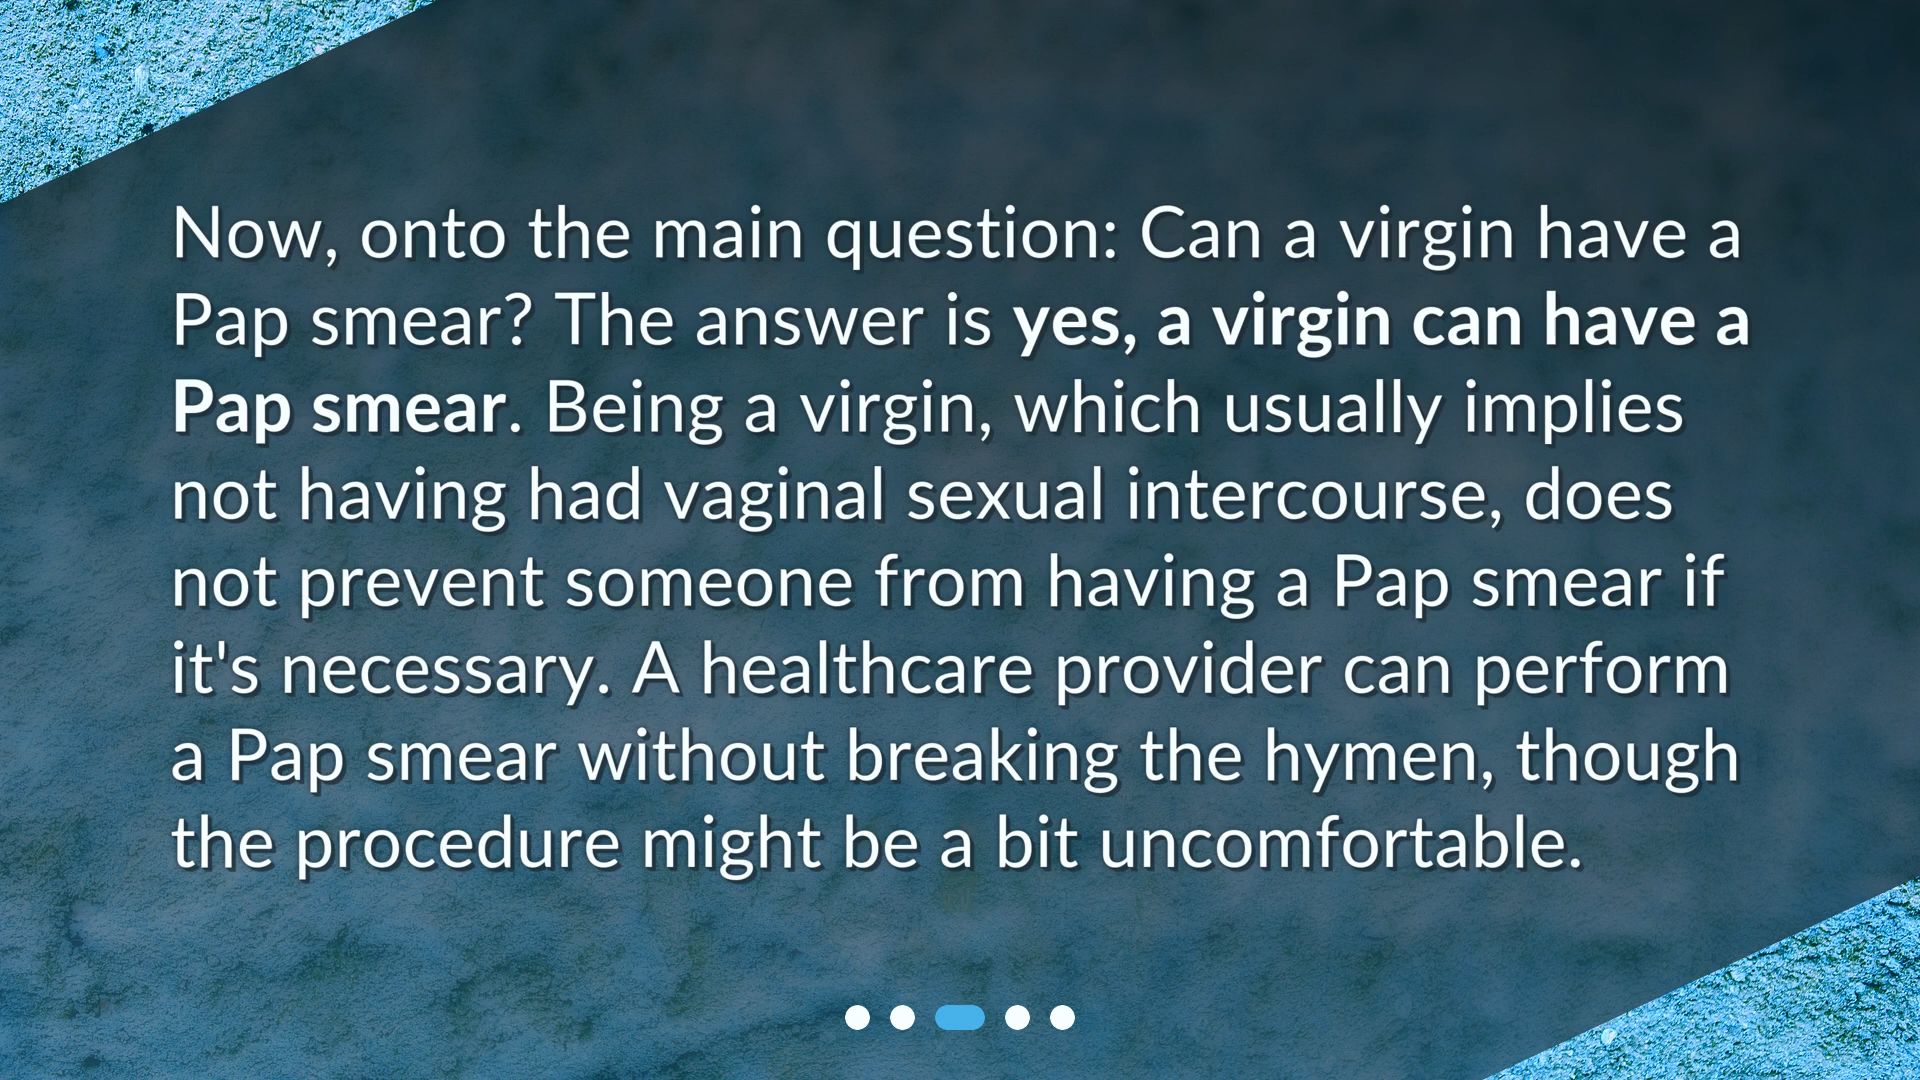 Now, onto the main question: Can a virgin have a
Pap smear? The answer is yes, a virgin can have a
Pap smear. Being a virgin, which usually implies
not having had vaginal sexual intercourse, does
not prevent someone from having a Pap smear if
it's necessary. A healthcare provider can perform
a Pap smear without breaking the hymen, though
the procedure might be a bit uncomfortable.